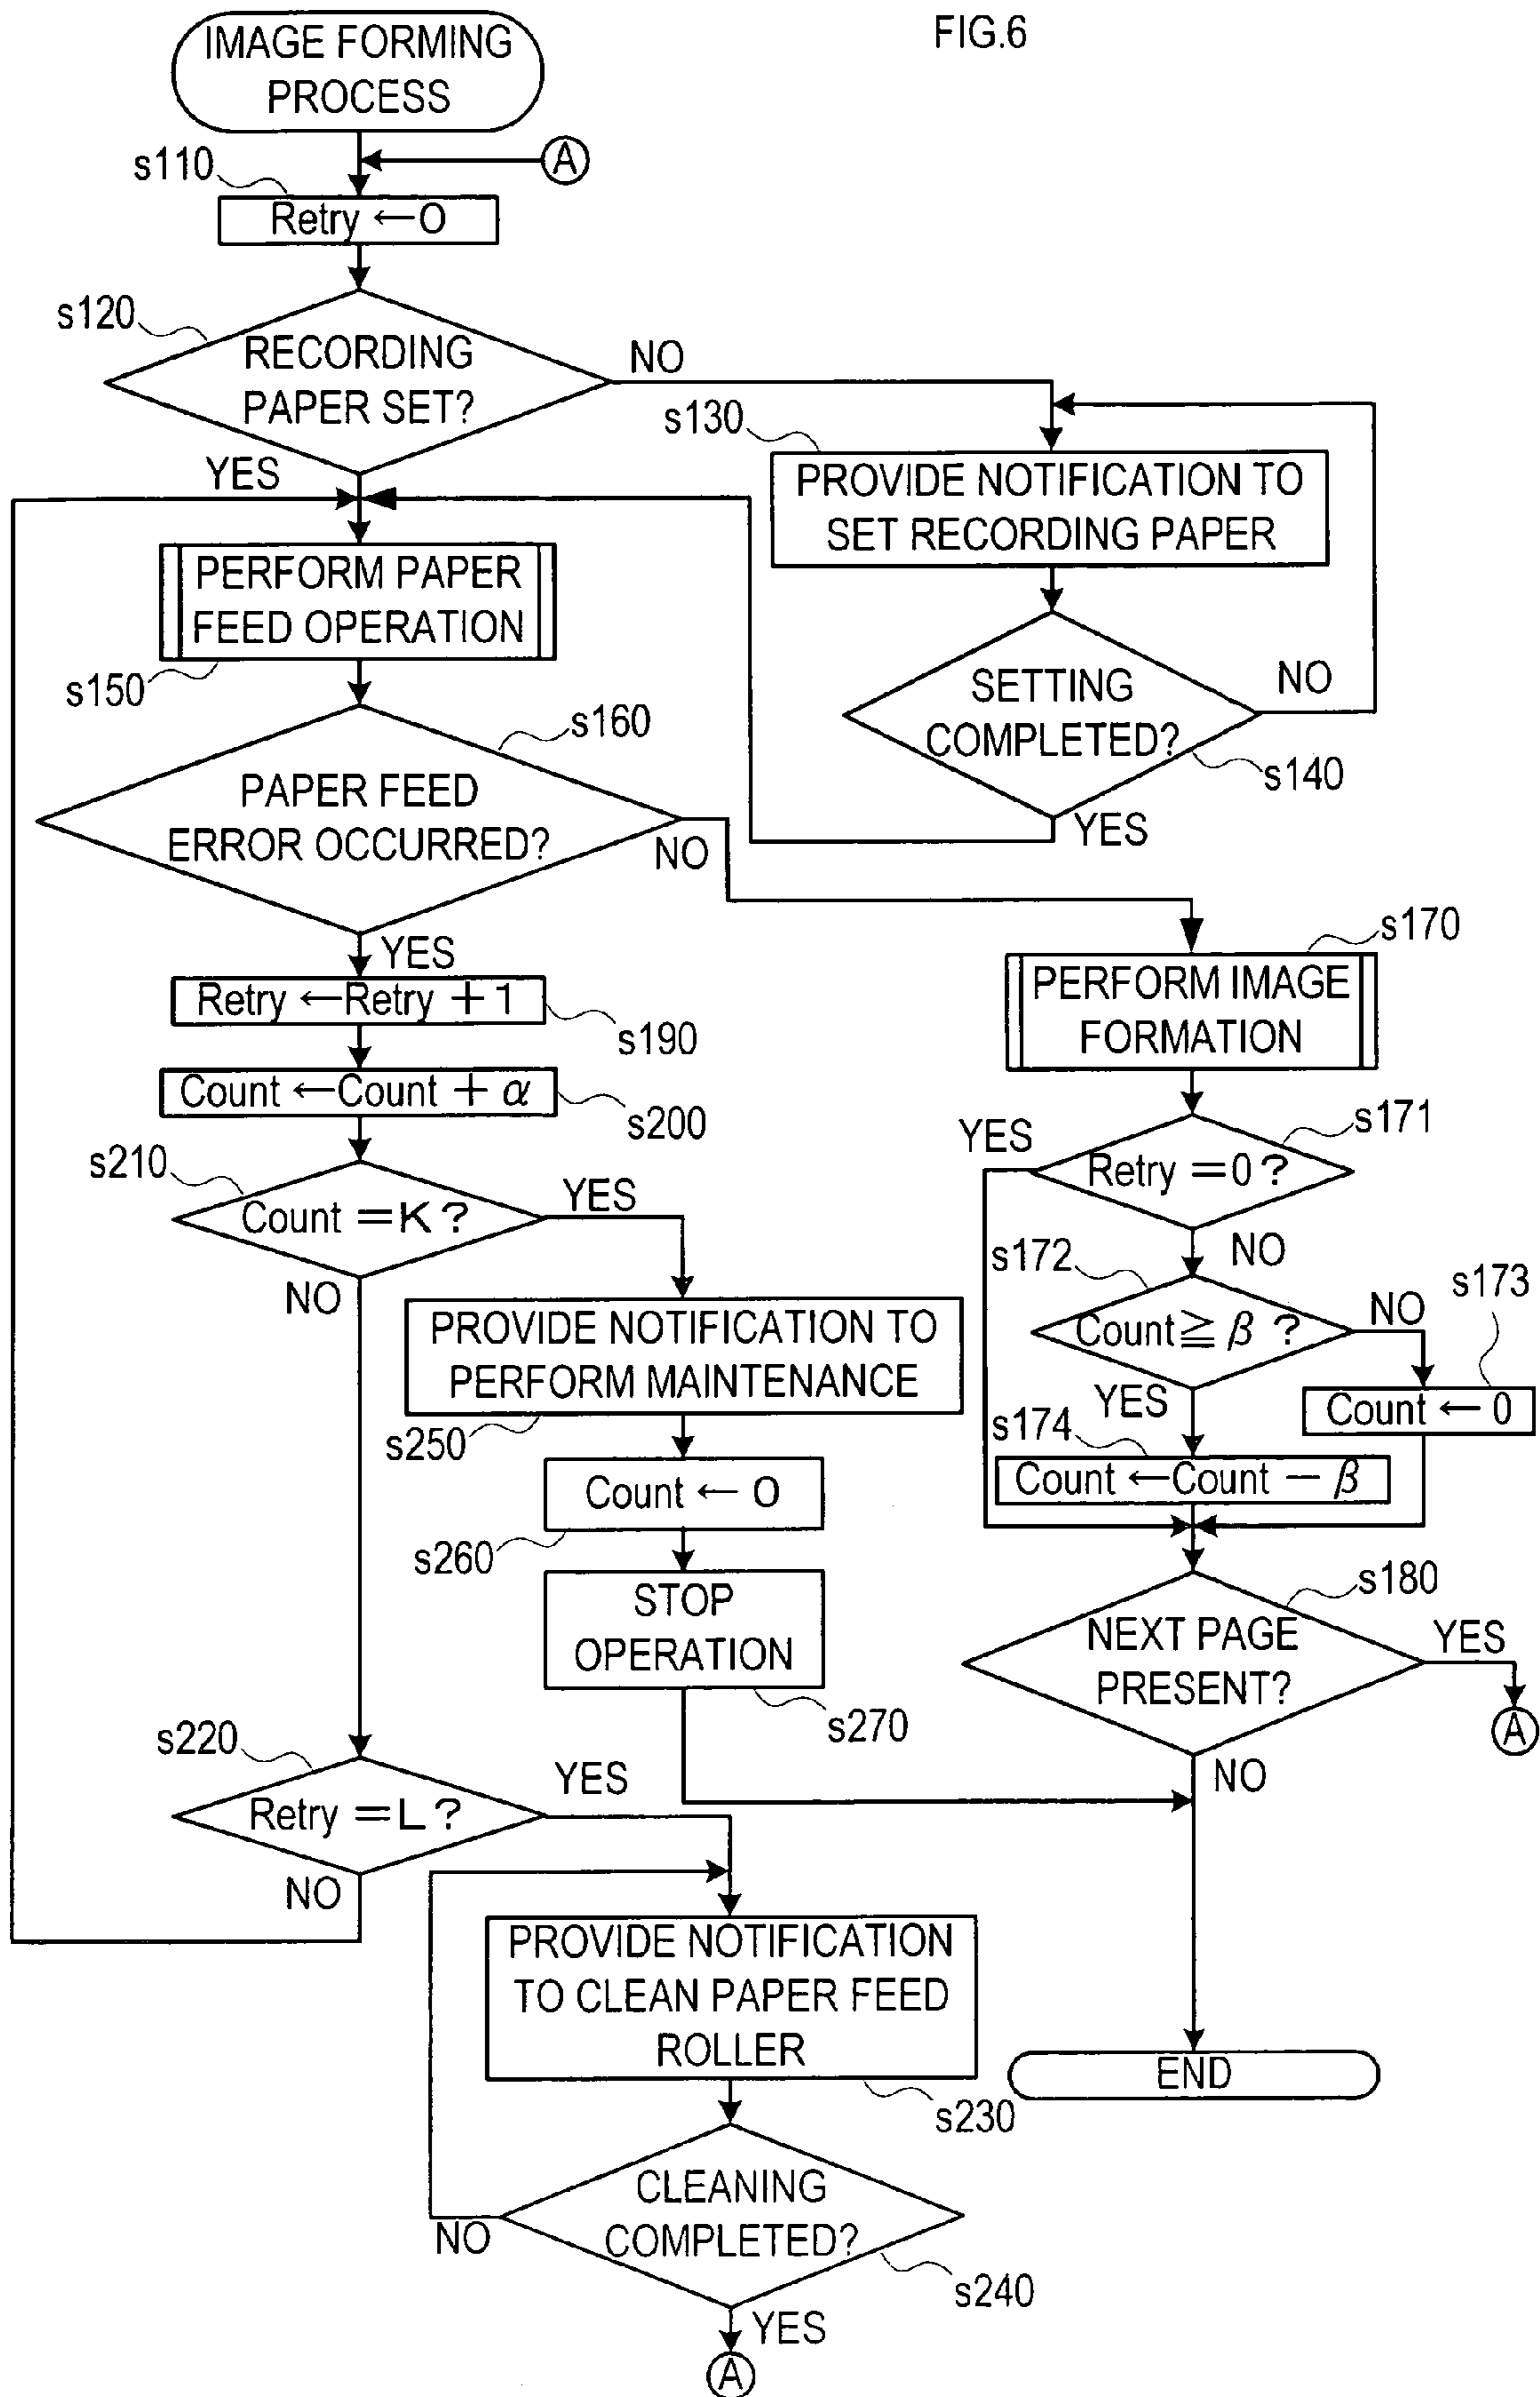 FIG.6
IMAGE FORMING
PROCESS
A
s110
Retry ←0
s120
RECORDING
PAPER SET?
NO
YES
s130
PROVIDE NOTIFICATION TO
SET RECORDING PAPER
SETTING
COMPLETED?
NO
s140
YES
PERFORM PAPER
FEED OPERATION
s150
s160
PAPER FEED
ERROR OCCURRED?
NO
YES
s170
PERFORM IMAGE
FORMATION
Retry ←Retry +1
s190
Count ←Count + α
s200
s171
YES
Retry =0 ?
NO
s210
Count =K ?
YES
NO
s172
Count≧ β ?
NO
s173
YES
Count ← 0
s174
Count ←Count − β
PROVIDE NOTIFICATION TO
PERFORM MAINTENANCE
s250
Count ← 0
s260
STOP
OPERATION
s270
s180
NEXT PAGE
PRESENT?
YES
A
NO
s220
Retry =L ?
YES
NO
PROVIDE NOTIFICATION
TO CLEAN PAPER FEED
ROLLER
s230
END
CLEANING
COMPLETED?
NO
s240
YES
A